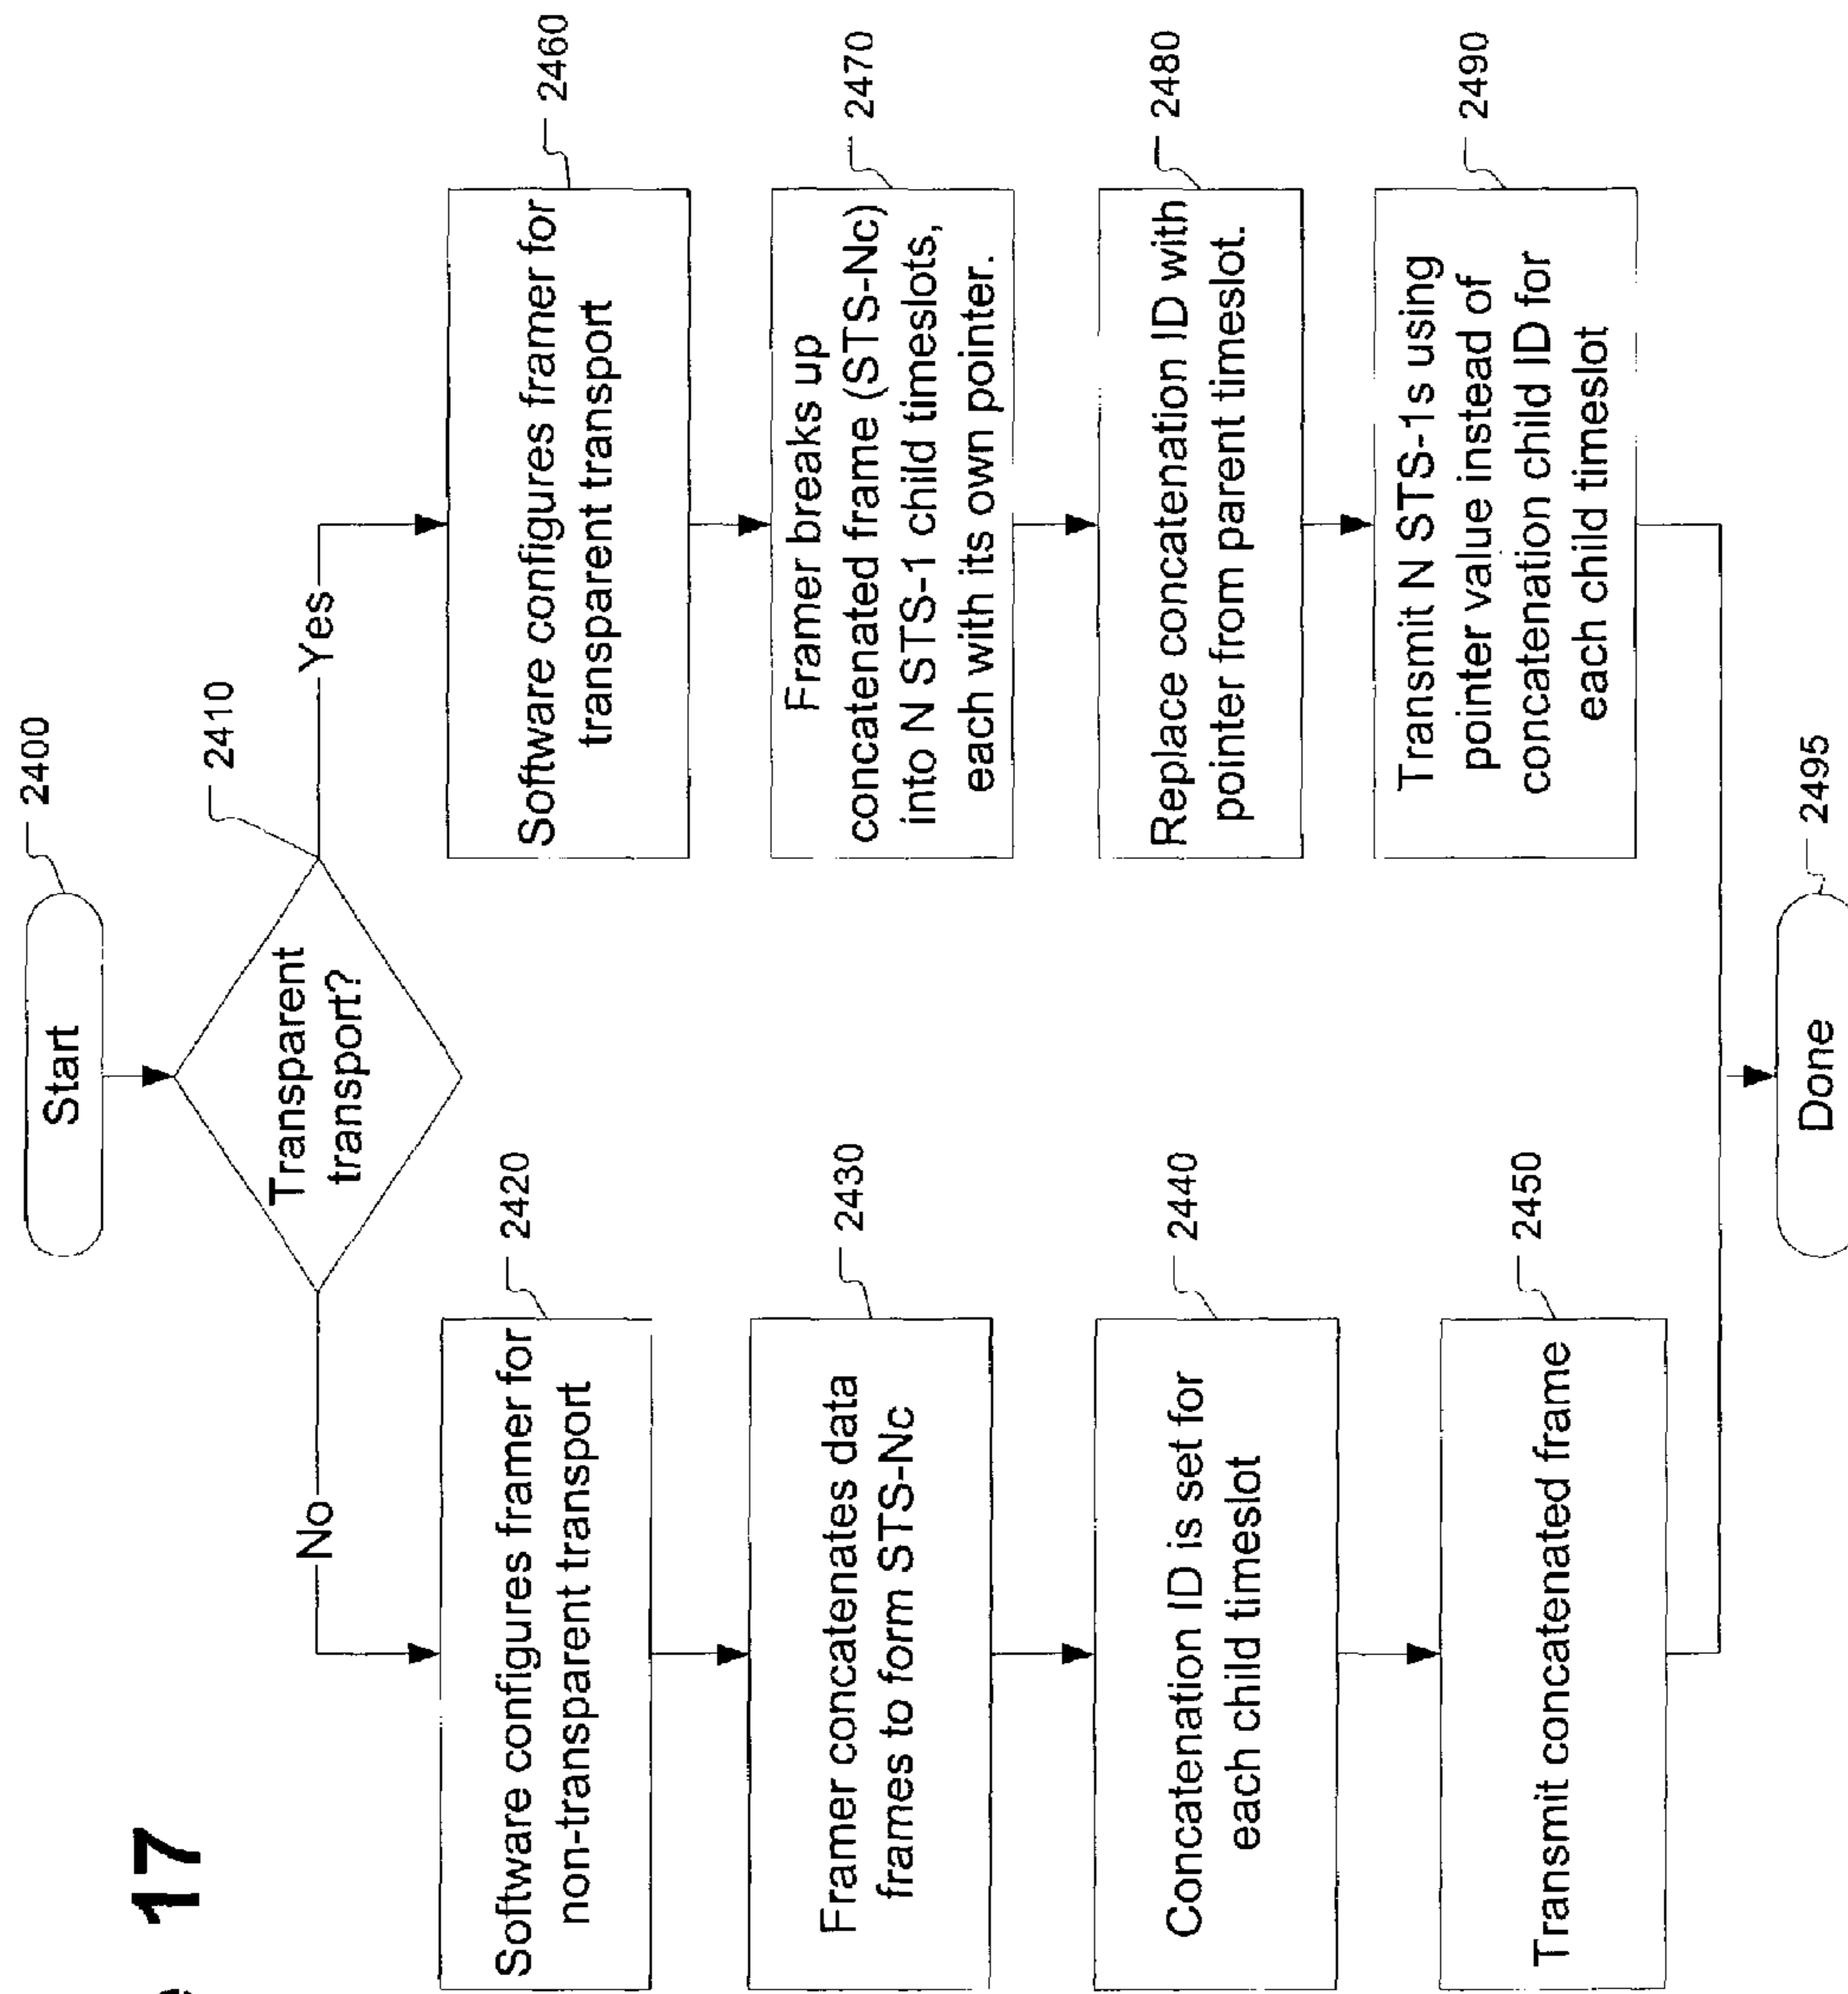 17
Start
2400
Transparent
transport?
2410
No
Yes
Software configures framer for
non-transparent transport
2420
Framer concatenates data
frames to form STS-Nc
2430
Concatenation ID is set for
each child timeslot
2440
Transmit concatenated frame
2450
Software configures framer for
transparent transport
2460
Framer breaks up
concatenated frame (STS-Nc)
into N STS-1 child timeslots,
each with its own pointer.
2470
Replace concatenation ID with
pointer from parent timeslot.
2480
Transmit N STS-1s using
pointer value instead of
concatenation child ID for
each child timeslot
2490
Done
2495